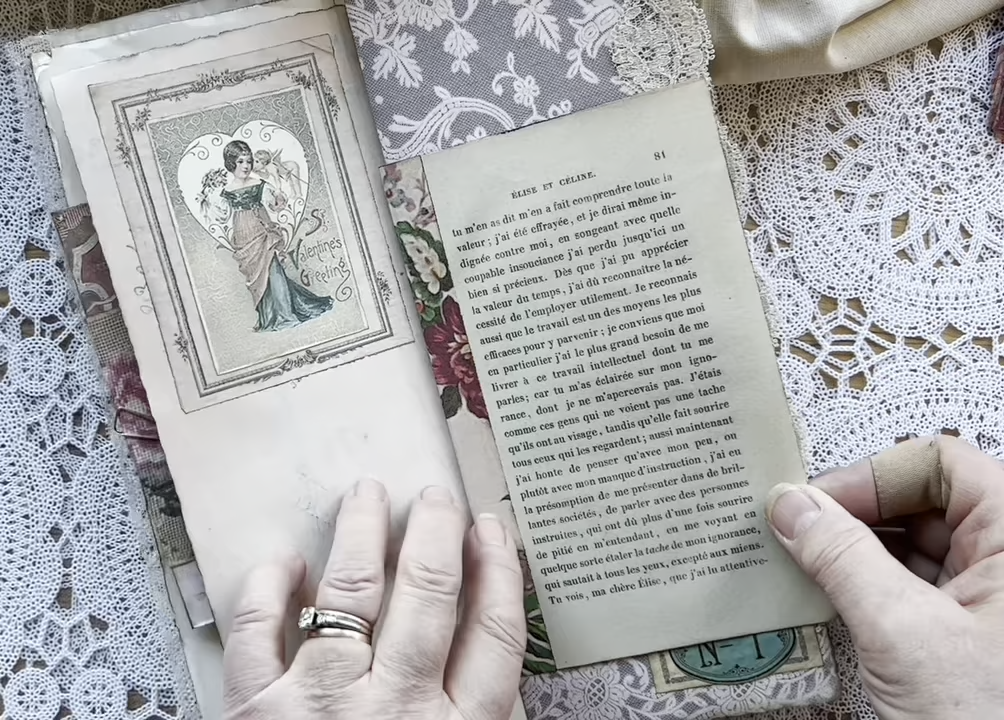 St
Valentine's
Greeting
81
ÉLISE ET CÉLINE.
tu m'en as dit m'en a fait comprendre toute la
valeur ; j'ai été effrayée, et je dirai même in-
dignée contre moi, en songeant avec quelle
coupable insouciance j'ai perdu jusqu'ici un
bien si précieux. Dès que j'ai pu apprécier
la valeur du temps, j'ai dû reconnaître la né-
cessité de l'employer utilement. Je reconnais
aussi que le travail est un des moyens les plus
efficaces pour y parvenir ; je conviens que moi
en particulier j'ai le plus grand besoin de me
livrer à ce travail intellectuel dont tu me
parles ; car tu m'as éclairée sur mon igno-
rance, dont je ne m'apercevais pas. J'étais
comme ces gens qui ne voient pas une tache
qu'ils ont au visage, tandis qu'elle fait sourire
tous ceux qui les regardent ; aussi maintenant
j'ai honte de penser qu'avec mon peu, ou
plutôt avec mon manque d'instruction, j'ai eu
la présomption de me présenter dans de bril-
lantes sociétés, de parler avec des personnes
instruites, qui ont dû plus d'une fois sourire
de pitié en m'entendant, en me voyant en
quelque sorte étaler la tache de mon ignorance,
qui sautait à tous les yeux, excepté aux miens.
Tu vois, ma chère Élise, que j'ai lu attentive-
N° 1